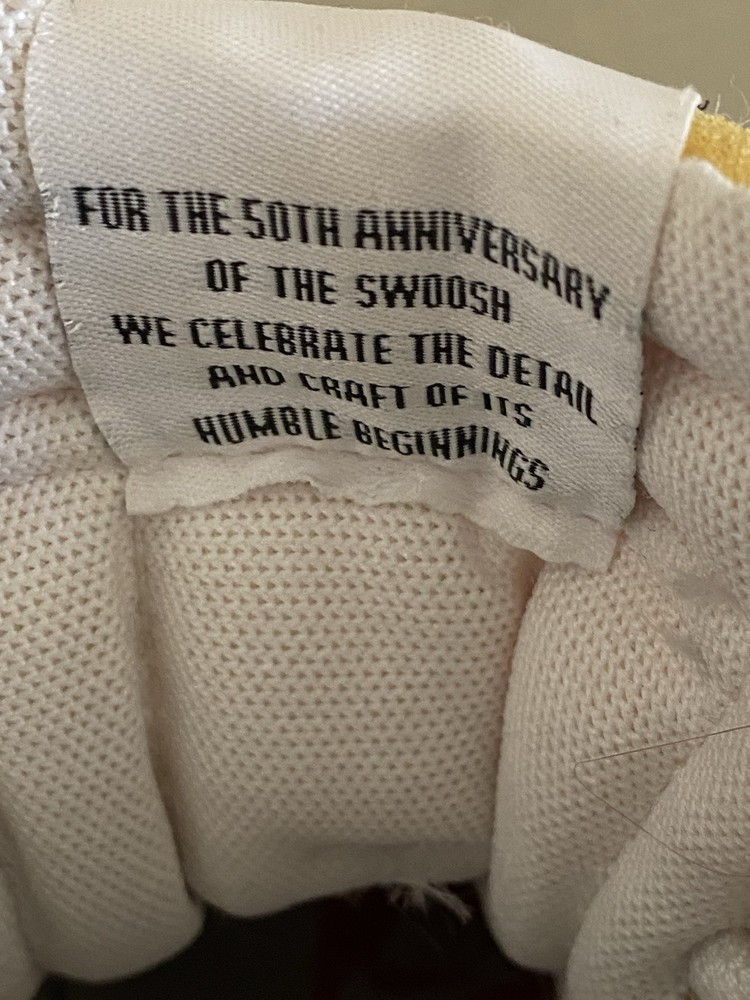 FOR THE 50TH ANNIVERSARY
OF THE SWOOSH
WE CELEBRATE THE DETAIL
AND CRAFT OF ITS
HUMBLE BEGINNINGS